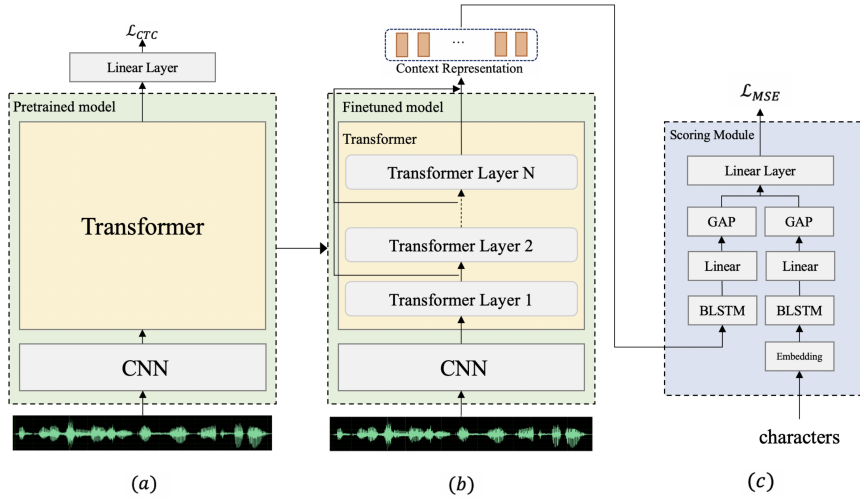 ℒ_CTC
Linear Layer
Pretrained model
Transformer
CNN
(a)
...
Context Representation
Finetuned model
Transformer
Transformer Layer N
Transformer Layer 2
Transformer Layer 1
CNN
(b)
ℒ_MSE
Scoring Module
Linear Layer
GAP GAP
Linear Linear
BLSTM BLSTM
Embedding
characters
(c)